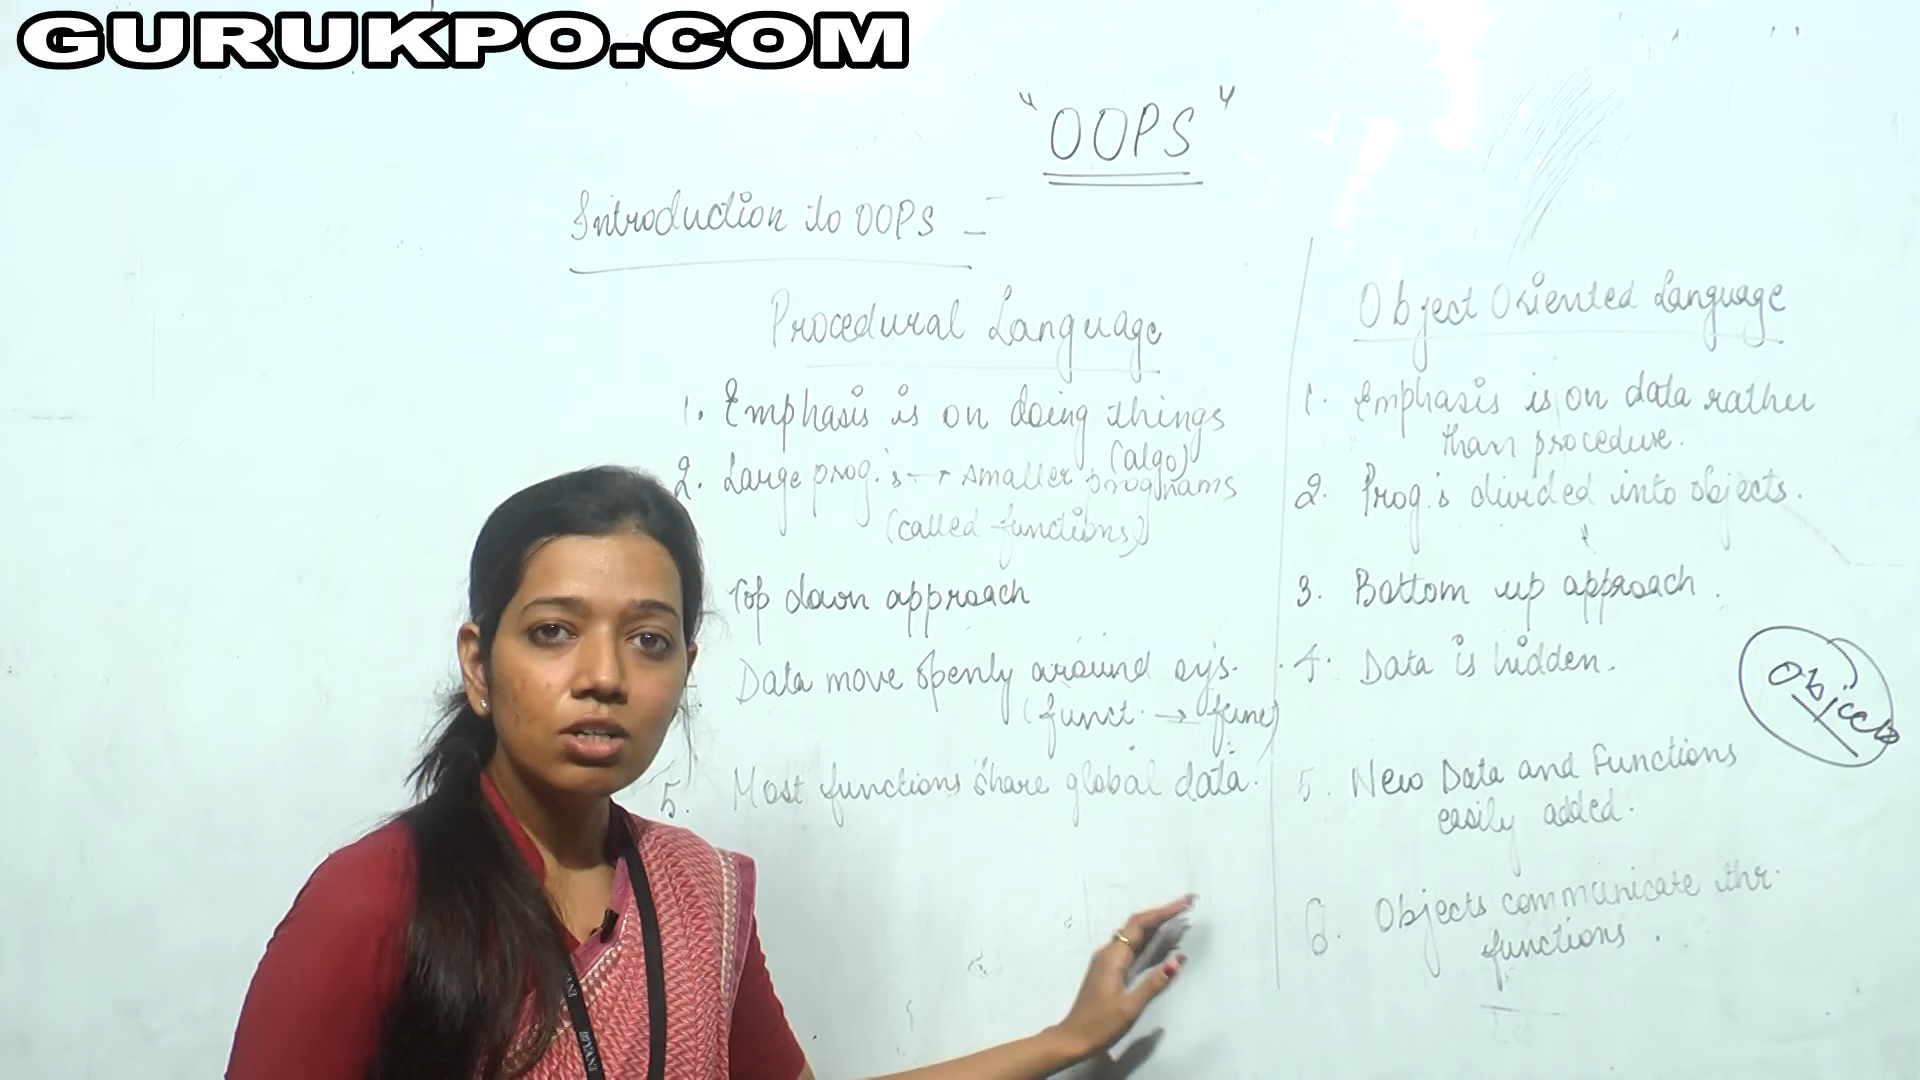 GURUKPO.COM
"OOPS"
Introduction to OOPS -
Procedural Language
1. Emphasis is on doing things
(algo)
2. Large prog.'s → smaller programs
(called functions)
Top down approach
Data move openly around sys.
(funct. → func)
5. Most functions share global data.
Object Oriented Language
1. Emphasis is on data rather
than procedure.
2. Prog.'s divided into objects.
3. Bottom up approach.
4. Data is hidden.
Objects
5. New Data and Functions
easily added.
6. Objects communicate thr.
functions.